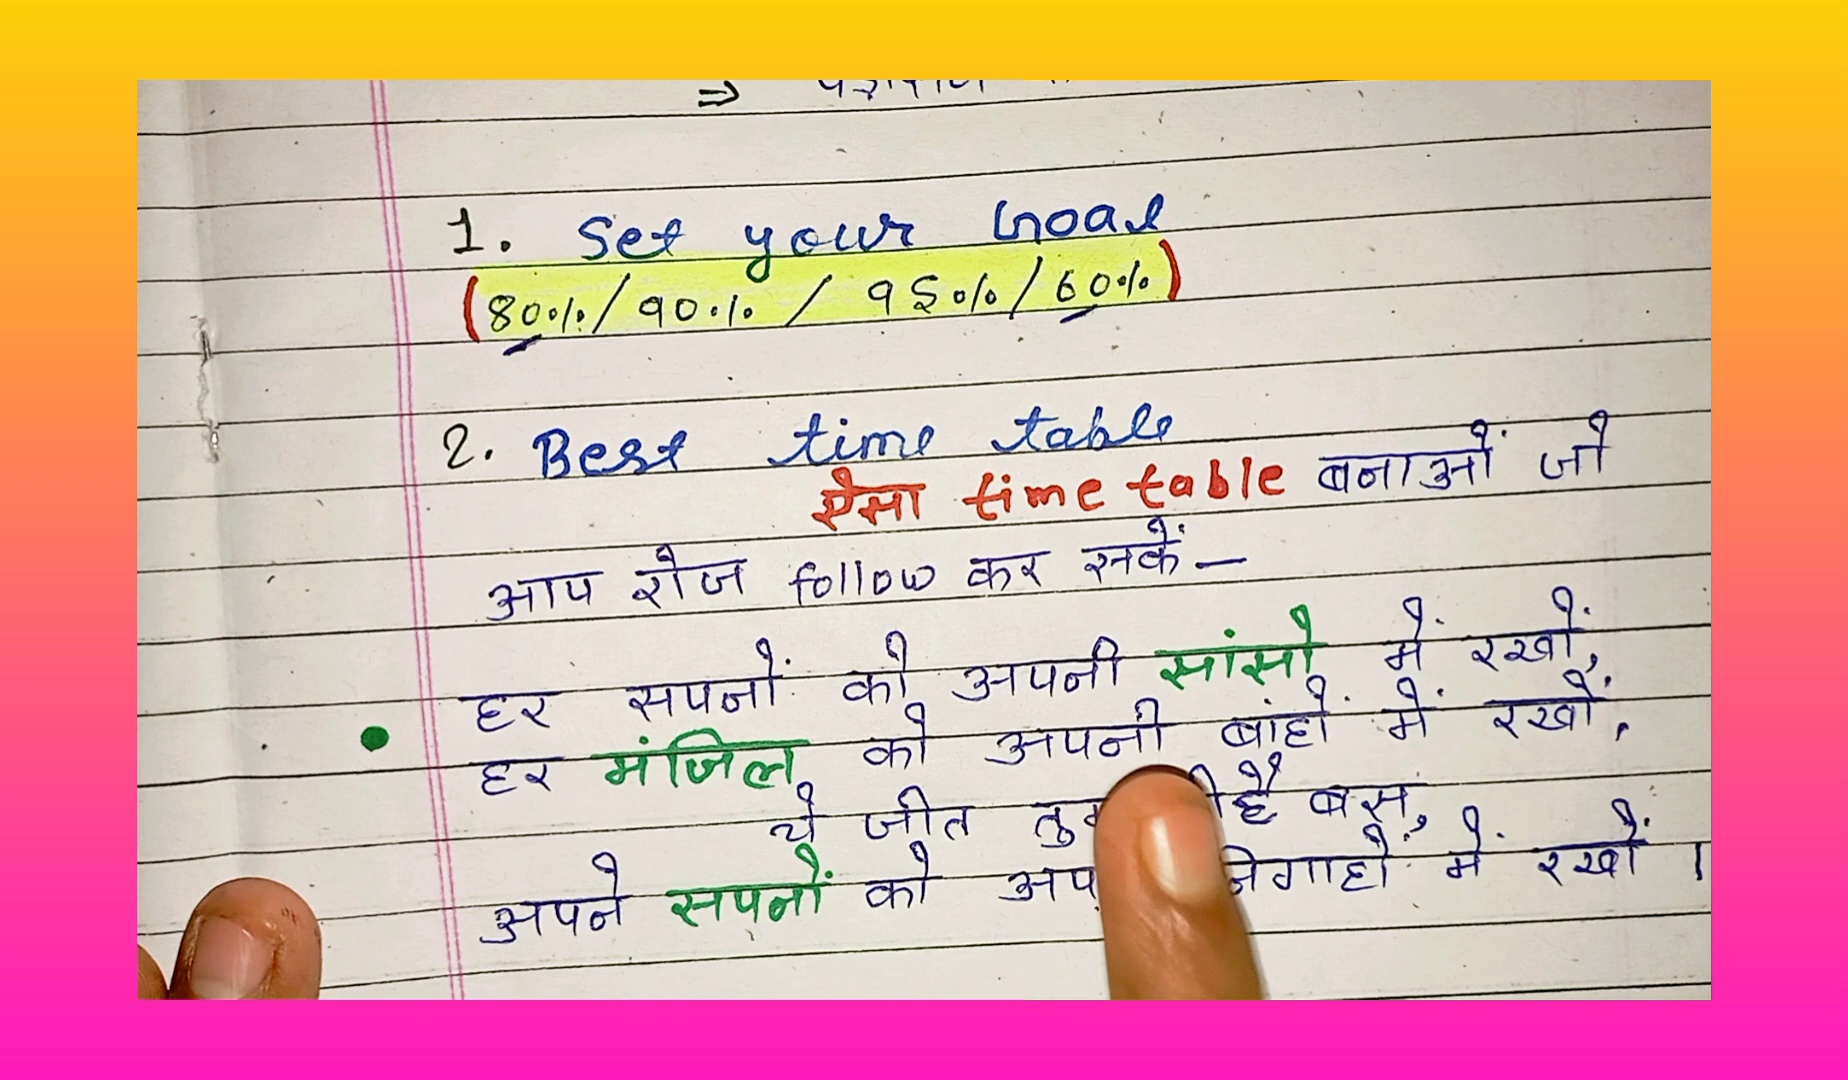 ⇒
1. Set your Goal
(80%/90%/95%/60%)
2. Best time table
ऐसा time table बनाओं जो
आप रोज follow कर सकें–
हर सपनों को अपनी सांसो में रखों,
हर मंजिल को अपनी बांहों में रखों,
ये जीत है बस,
अपने सपनों को में रखों ।